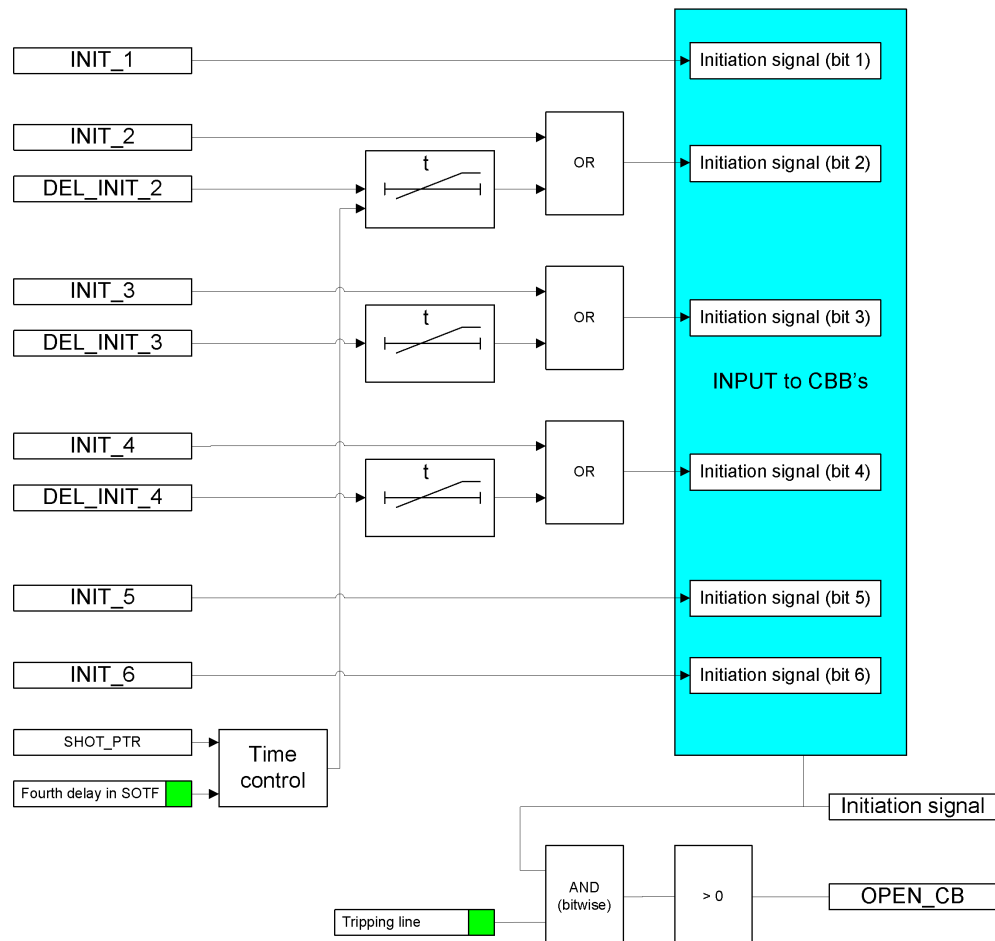 INIT_1
Initiation signal (bit 1)
INIT_2
OR
Initiation signal (bit 2)
t
DEL_INIT_2
INIT_3
OR
Initiation signal (bit 3)
t
DEL_INIT_3
INPUT to CBB's
INIT_4
OR
Initiation signal (bit 4)
t
DEL_INIT_4
INIT_5
Initiation signal (bit 5)
INIT_6
Initiation signal (bit 6)
SHOT_PTR
Time
control
Fourth delay in SOTF
Initiation signal
AND
(bitwise)
> 0
OPEN_CB
Tripping line